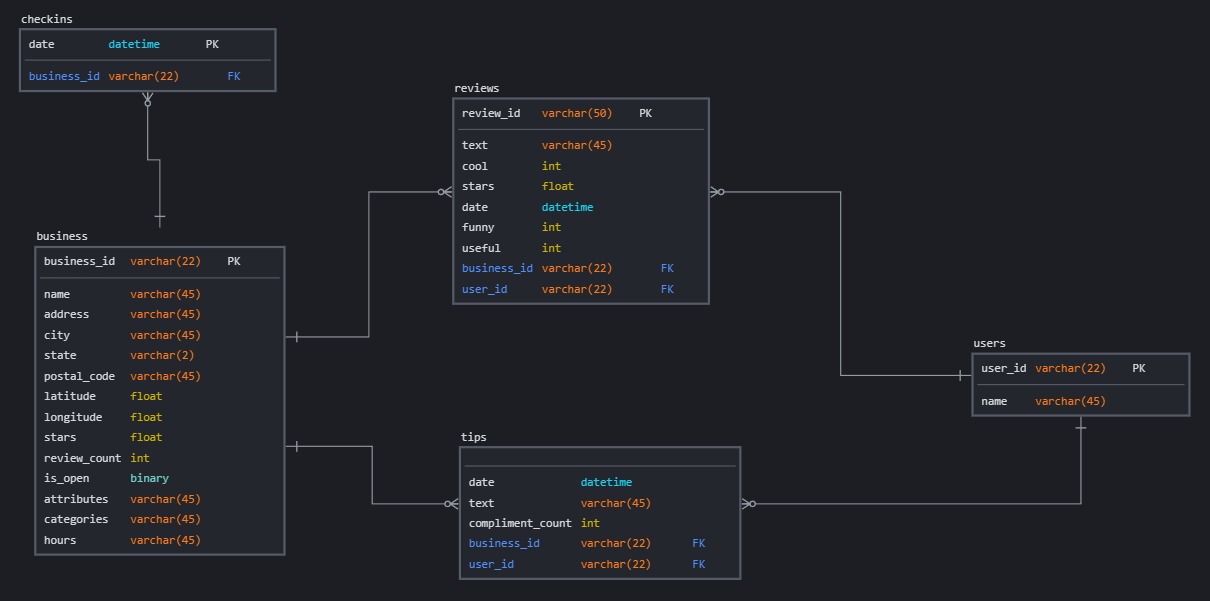 checkins
date datetime PK
business_id varchar(22) FK
business
business_id varchar(22) PK
name varchar(45)
address varchar(45)
city varchar(45)
state varchar(2)
postal_code varchar(45)
latitude float
longitude float
stars float
review_count int
is_open binary
attributes varchar(45)
categories varchar(45)
hours varchar(45)
reviews
review_id varchar(50) PK
text varchar(45)
cool int
stars float
date datetime
funny int
useful int
business_id varchar(22) FK
user_id varchar(22) FK
tips
date datetime
text varchar(45)
compliment_count int
business_id varchar(22) FK
user_id varchar(22) FK
users
user_id varchar(22) PK
name varchar(45)